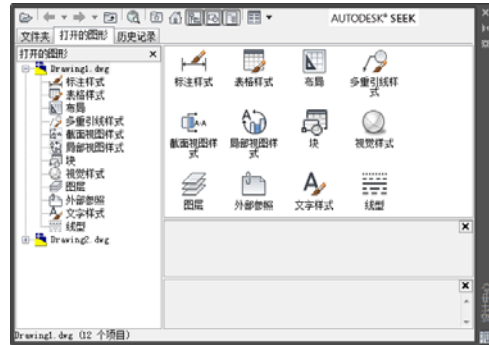 AUTODESK® SEEK
文件夹 打开的图形 历史记录
打开的图形
Drawing1.dwg
标注样式
表格样式
布局
多重引线样式
截面视图样式
局部视图样式
块
视觉样式
图层
外部参照
文字样式
线型
Drawing2.dwg
标注样式 表格样式 布局 多重引线样
式
截面视图样 局部视图样 块 视觉样式
式 式
图层 外部参照 文字样式 线型
Drawing1.dwg (12 个项目)
设计中心